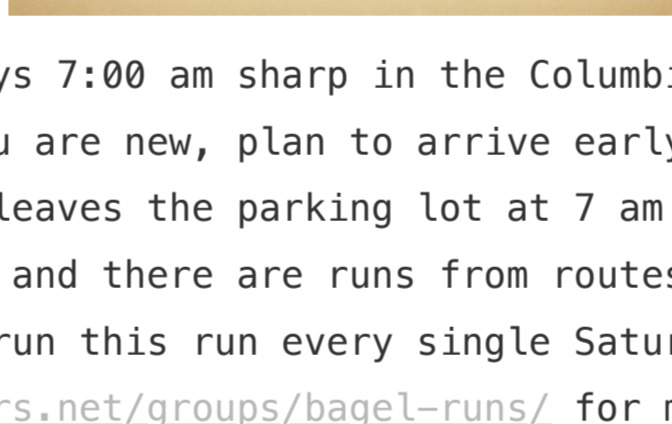 ys 7:00 am sharp in the Columbi
u are new, plan to arrive early
leaves the parking lot at 7 am
and there are runs from routes
run this run every single Satur
rs.net/groups/bagel-runs/ for m